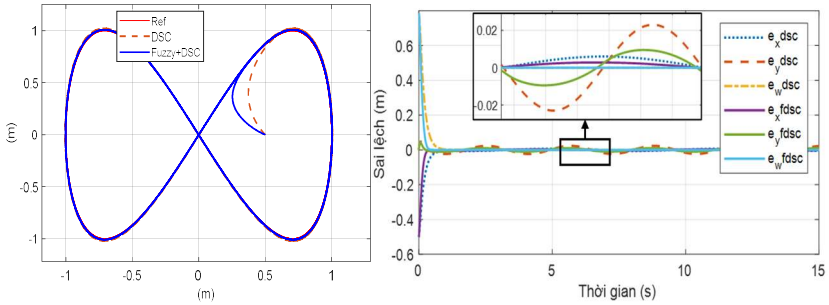 Ref
DSC
Fuzzy+DSC
1
0.5
0
-0.5
-1
(m)
-1
-0.5
0
0.5
1
(m)
0.8
0.6
0.4
0.2
0
-0.2
-0.4
-0.6
Sai lệch (m)
0.02
0
-0.02
e_x dsc
e_y dsc
e_w dsc
e_x fdsc
e_y fdsc
e_w fdsc
0
5
10
15
Thời gian (s)